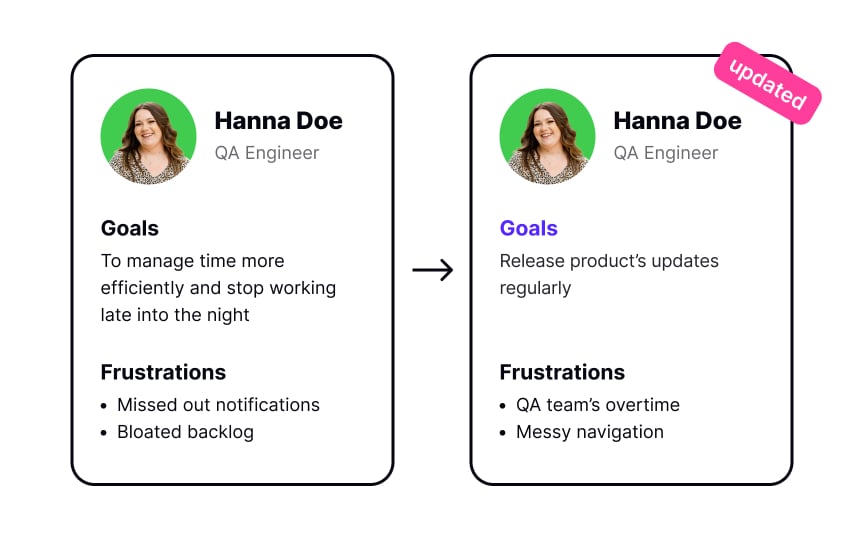 Hanna Doe
QA Engineer
Goals
To manage time more
efficiently and stop working
late into the night
Frustrations
• Missed out notifications
• Bloated backlog
updated
Hanna Doe
QA Engineer
Goals
Release product’s updates
regularly
Frustrations
• QA team’s overtime
• Messy navigation